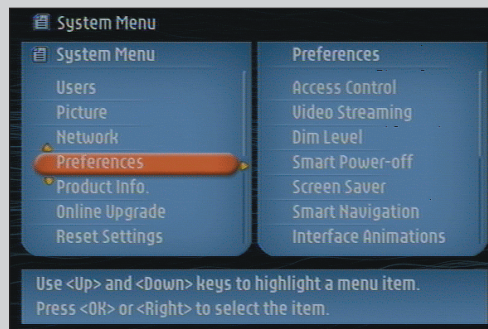 System Menu
System Menu
Users
Picture
Network
Preferences
Product Info.
Online Upgrade
Reset Settings
Preferences
Access Control
Video Streaming
Dim Level
Smart Power-off
Screen Saver
Smart Navigation
Interface Animations
Use <Up> and <Down> keys to highlight a menu item.
Press <OK> or <Right> to select the item.